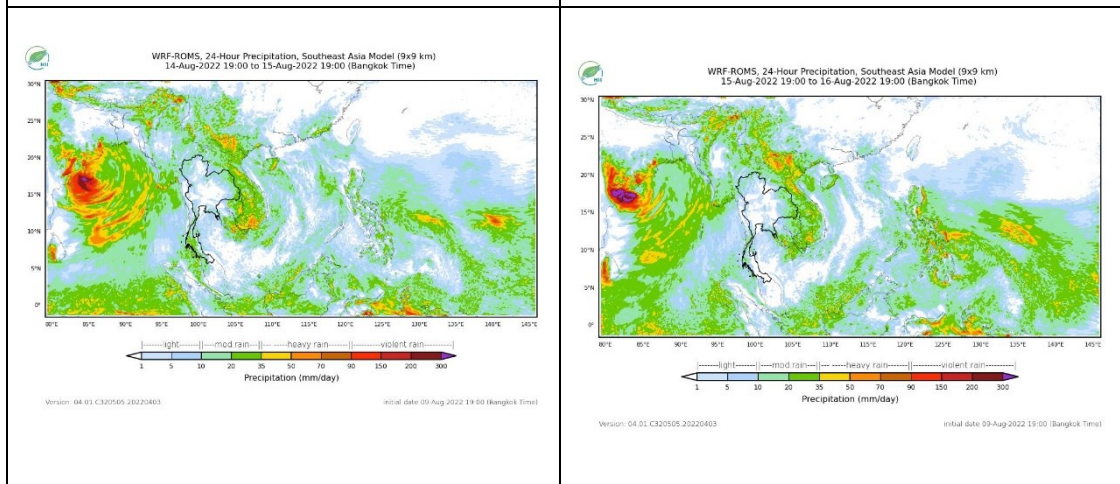 WRF-ROMS, 24-Hour Precipitation, Southeast Asia Model (9x9 km)
14-Aug-2022 19:00 to 15-Aug-2022 19:00 (Bangkok Time)
30°N
25°N
20°N
15°N
10°N
5°N
0°
80°E 85°E 90°E 95°E 100°E 105°E 110°E 115°E 120°E 125°E 130°E 135°E 140°E 145°E
|-------light------||----mod rain----||---- ----heavy rain------||--------violent rain--------|
1 5 10 20 35 50 70 90 150 200 300
Precipitation (mm/day)
Version: 04.01.C320505.20220403
initial date 09-Aug-2022 19:00 (Bangkok Time)
WRF-ROMS, 24-Hour Precipitation, Southeast Asia Model (9x9 km)
15-Aug-2022 19:00 to 16-Aug-2022 19:00 (Bangkok Time)
30°N
25°N
20°N
15°N
10°N
5°N
0°
80°E 85°E 90°E 95°E 100°E 105°E 110°E 115°E 120°E 125°E 130°E 135°E 140°E 145°E
|-------light------||----mod rain----||--------heavy rain------||--------violent rain--------|
1 5 10 20 35 50 70 90 150 200 300
Precipitation (mm/day)
Version: 04.01.C320505.20220403
initial date 09-Aug-2022 19:00 (Bangkok Time)